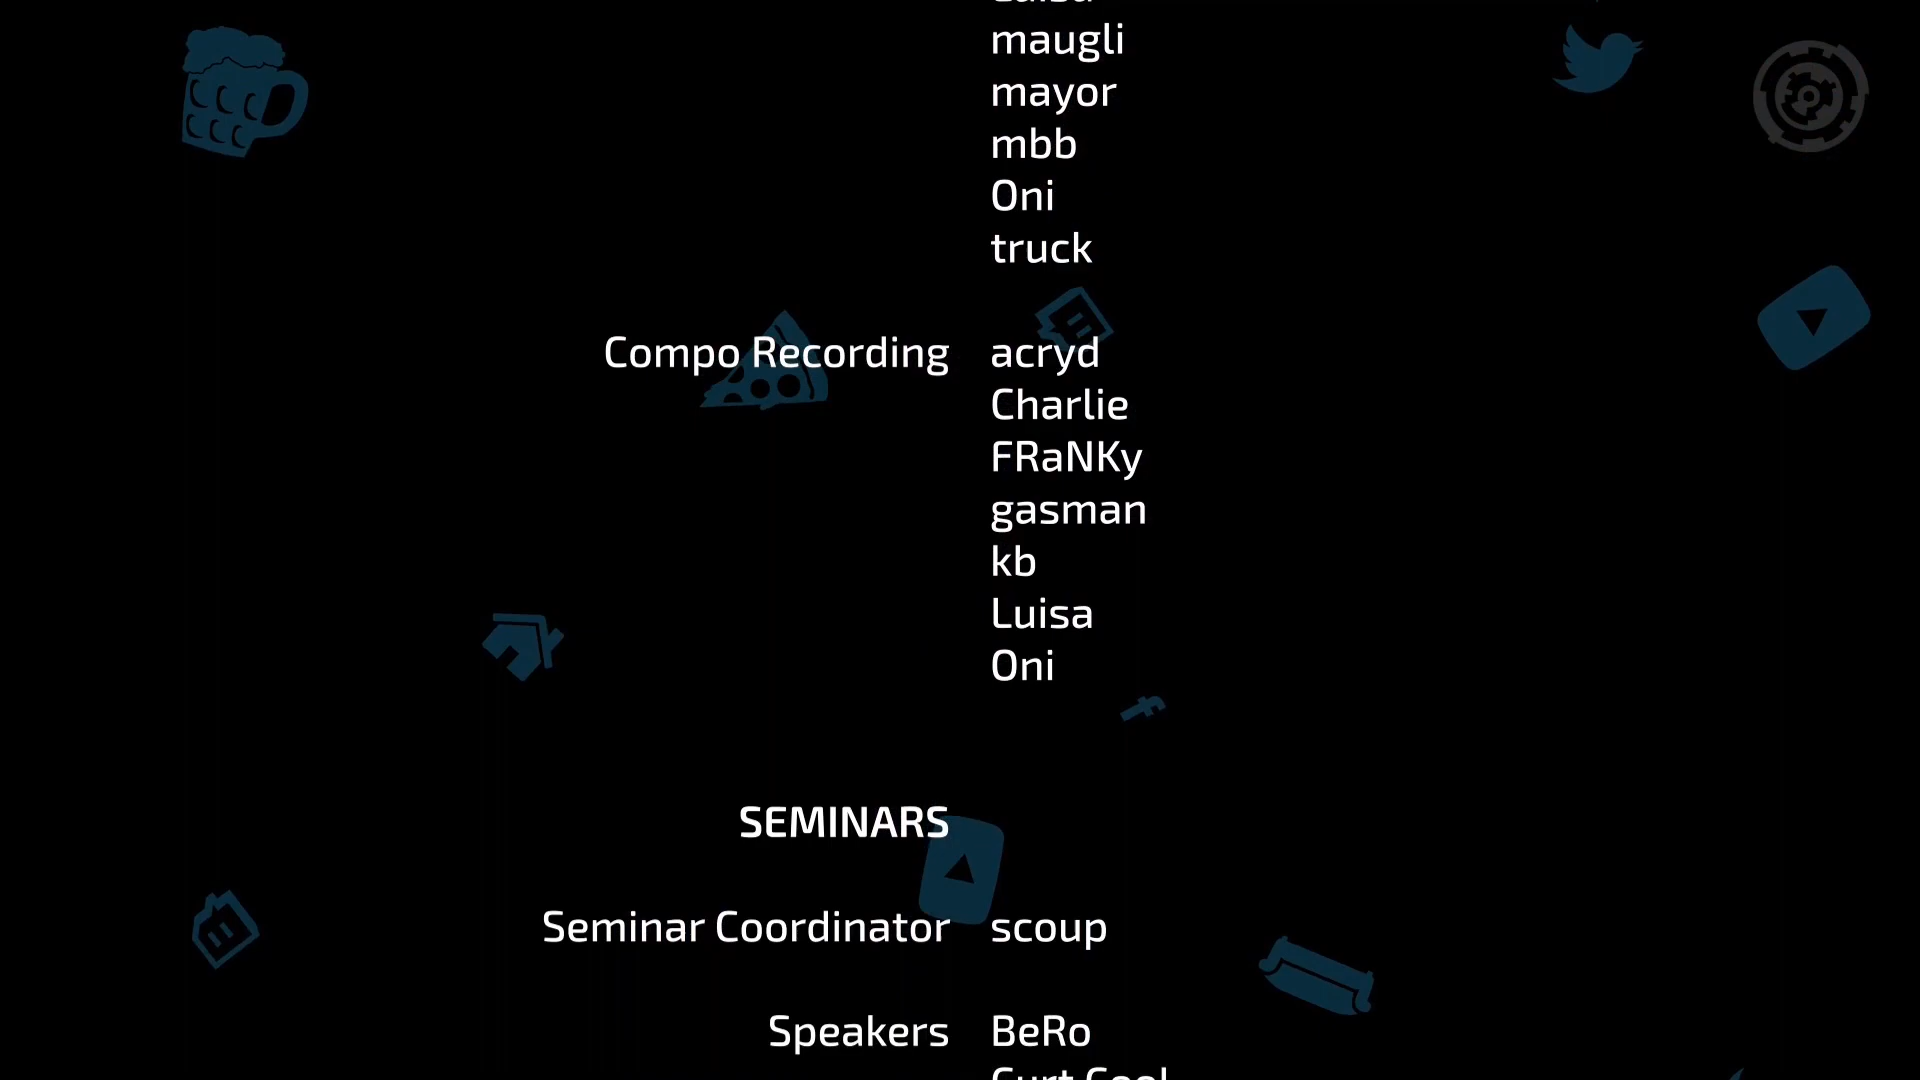 maugli
mayor
mbb
Oni
truck
Compo Recording acryd
Charlie
FRaNKy
gasman
kb
Luisa
Oni
SEMINARS
Seminar Coordinator scoup
Speakers BeRo